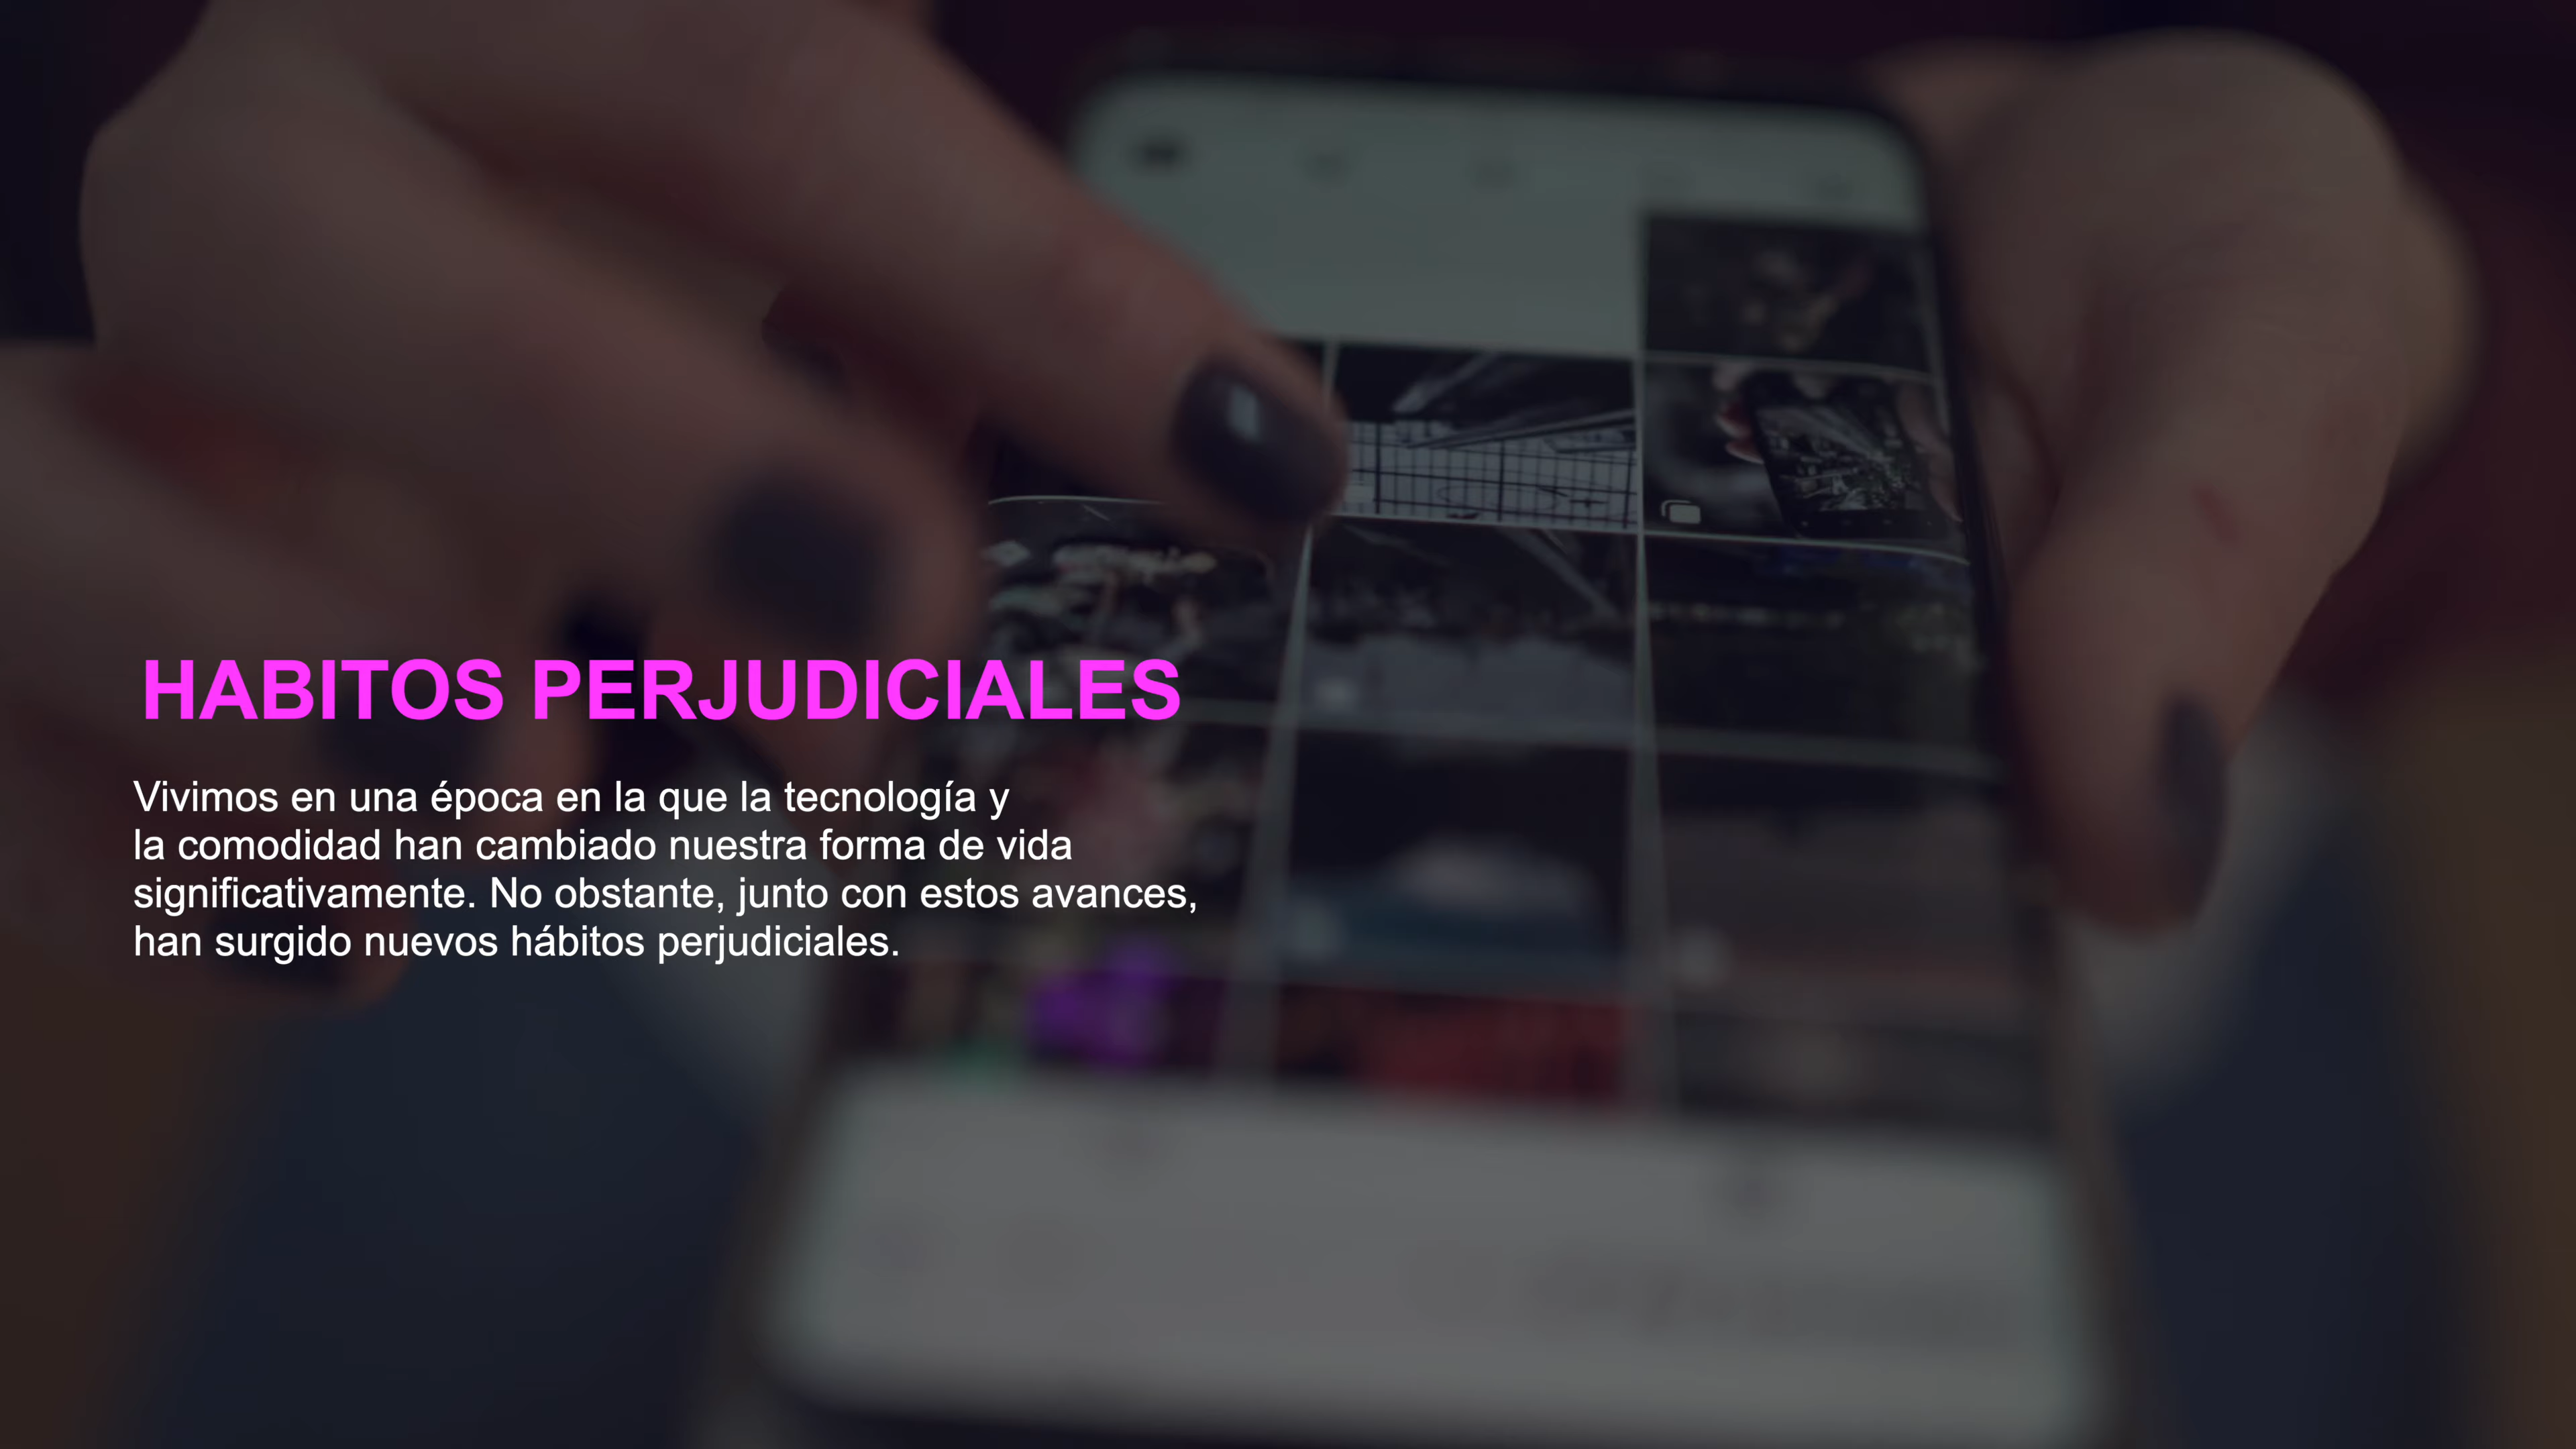 HABITOS PERJUDICIALES
Vivimos en una época en la que la tecnología y
la comodidad han cambiado nuestra forma de vida
significativamente. No obstante, junto con estos avances,
han surgido nuevos hábitos perjudiciales.